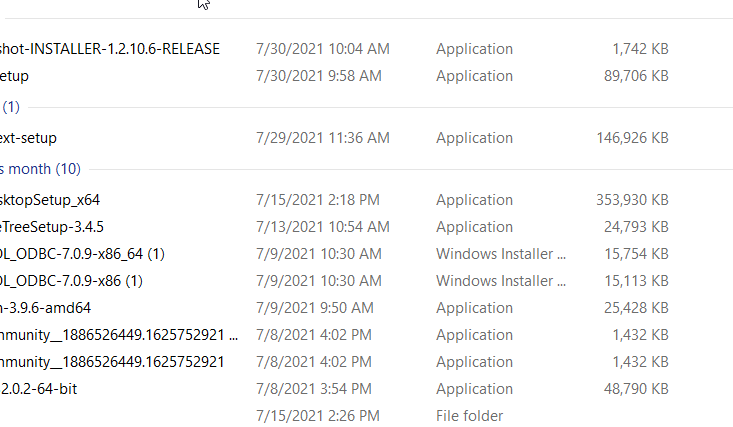 shot-INSTALLER-1.2.10.6-RELEASE 7/30/2021 10:04 AM Application 1,742 KB
etup 7/30/2021 9:58 AM Application 89,706 KB
(1)
ext-setup 7/29/2021 11:36 AM Application 146,926 KB
s month (10)
sktopSetup_x64 7/15/2021 2:18 PM Application 353,930 KB
eTreeSetup-3.4.5 7/13/2021 10:54 AM Application 24,793 KB
OL_ODBC-7.0.9-x86_64 (1) 7/9/2021 10:30 AM Windows Installer ... 15,754 KB
OL_ODBC-7.0.9-x86 (1) 7/9/2021 10:30 AM Windows Installer ... 15,113 KB
n-3.9.6-amd64 7/9/2021 9:50 AM Application 25,428 KB
mmunity__1886526449.1625752921 ... 7/8/2021 4:02 PM Application 1,432 KB
mmunity__1886526449.1625752921 7/8/2021 4:02 PM Application 1,432 KB
2.0.2-64-bit 7/8/2021 3:54 PM Application 48,790 KB
7/15/2021 2:26 PM File folder